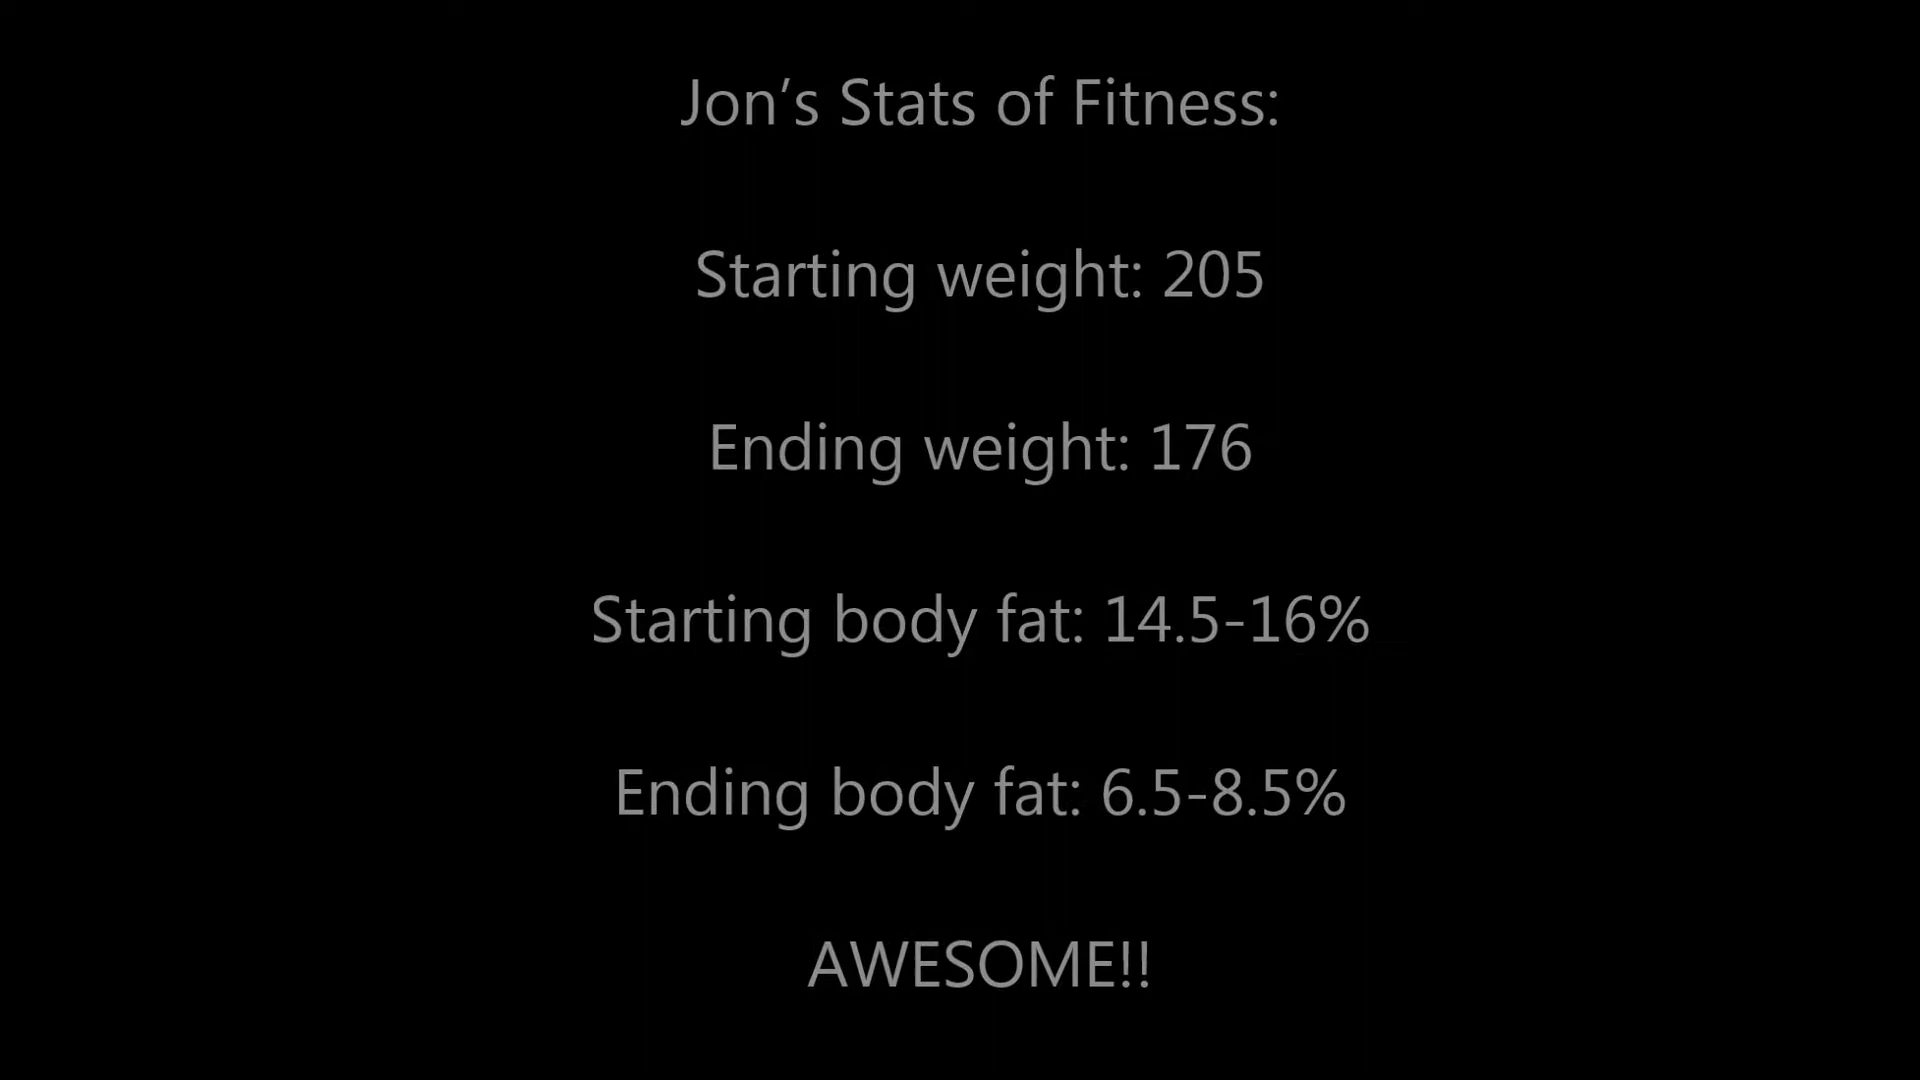 Jon’s Stats of Fitness:
Starting weight: 205
Ending weight: 176
Starting body fat: 14.5-16%
Ending body fat: 6.5-8.5%
AWESOME!!